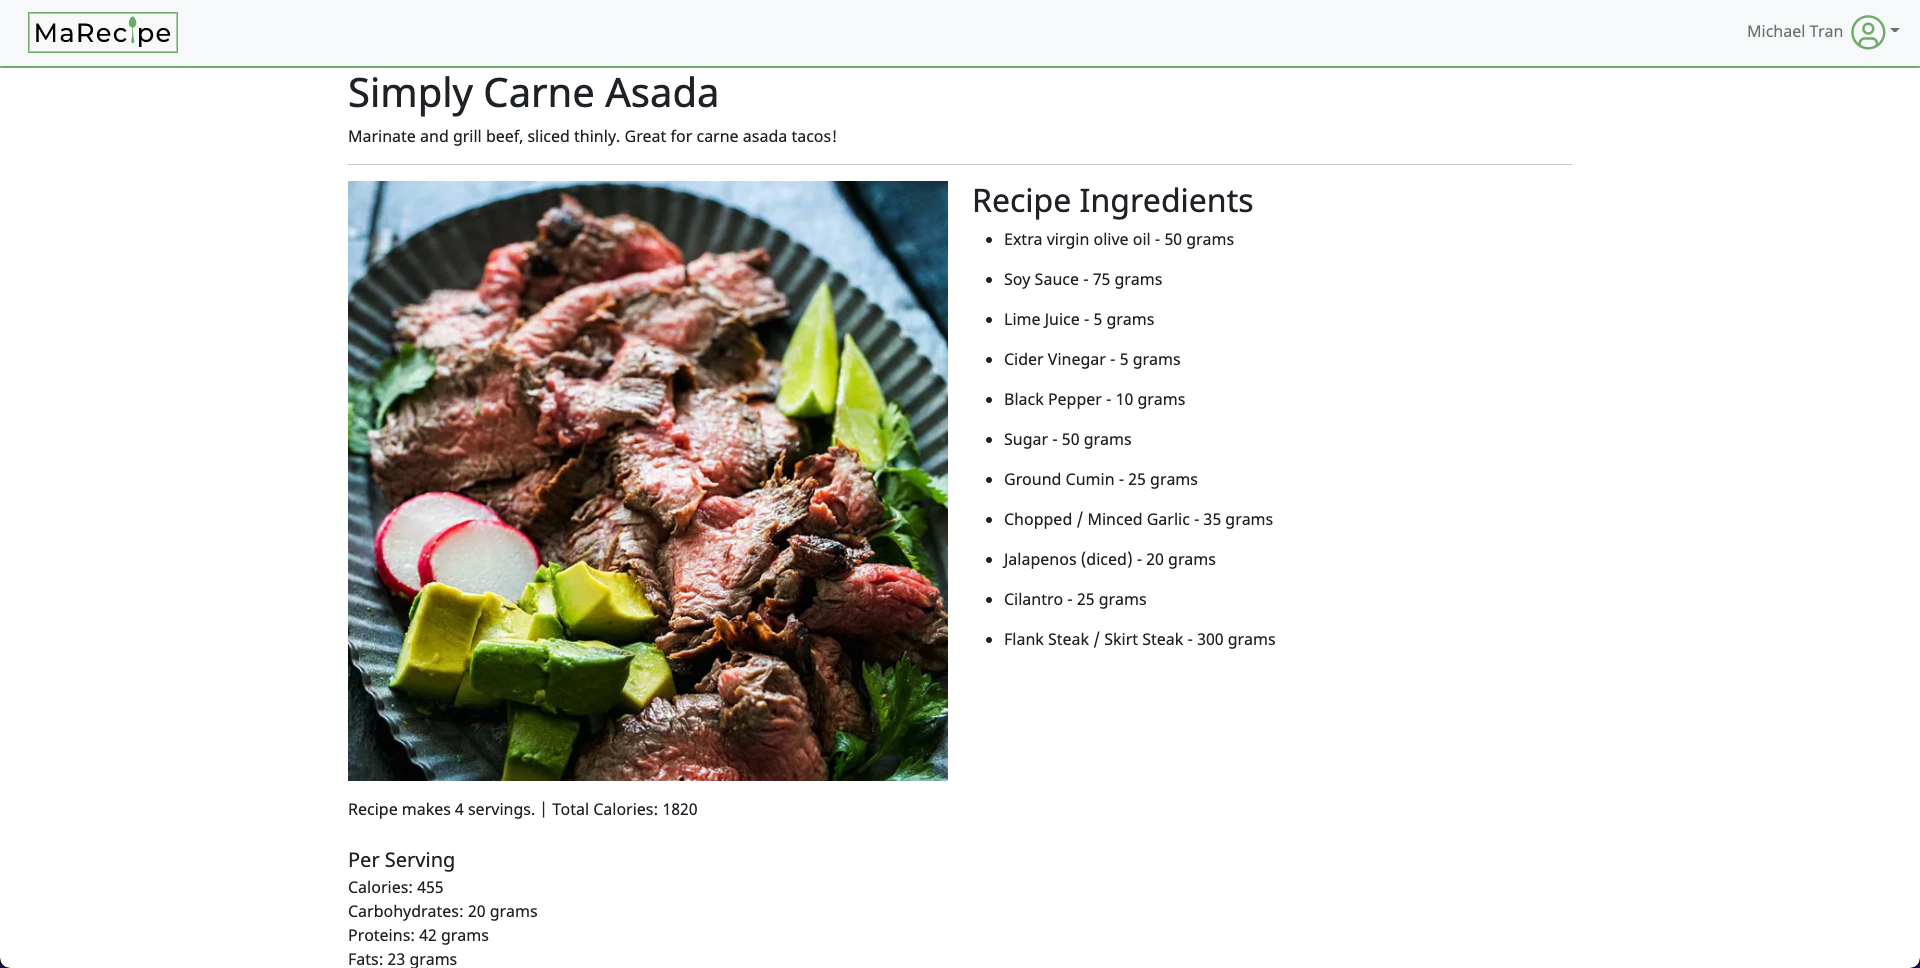 MaRecipe
Michael Tran
Simply Carne Asada
Marinate and grill beef, sliced thinly. Great for carne asada tacos!
Recipe Ingredients
Extra virgin olive oil - 50 grams
Soy Sauce - 75 grams
Lime Juice - 5 grams
Cider Vinegar - 5 grams
Black Pepper - 10 grams
Sugar - 50 grams
Ground Cumin - 25 grams
Chopped / Minced Garlic - 35 grams
Jalapenos (diced) - 20 grams
Cilantro - 25 grams
Flank Steak / Skirt Steak - 300 grams
Recipe makes 4 servings. | Total Calories: 1820
Per Serving
Calories: 455
Carbohydrates: 20 grams
Proteins: 42 grams
Fats: 23 grams